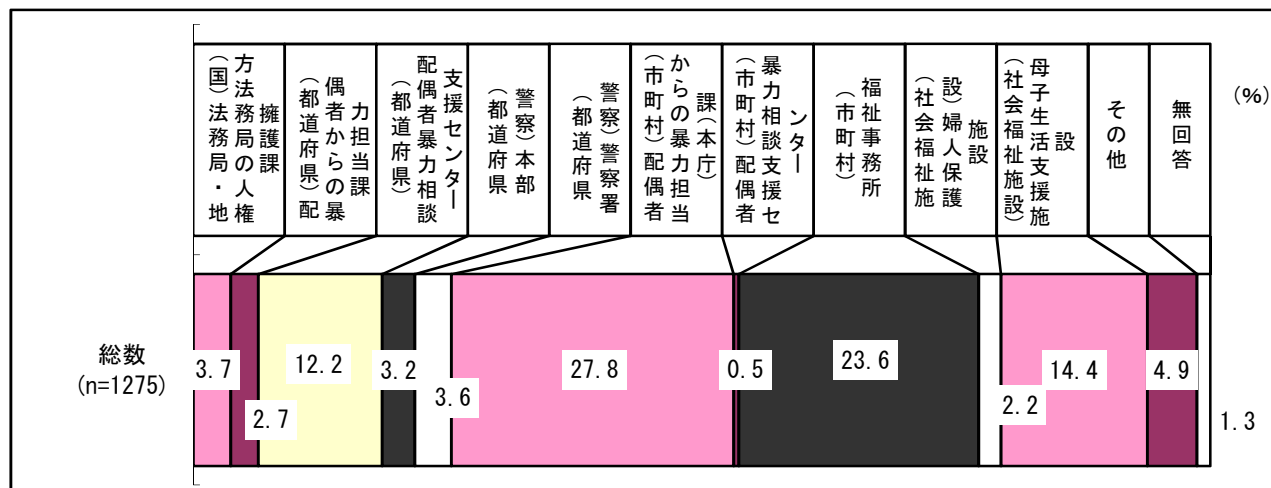 （国）法務局・地
方法務局の人権
擁護課
（都道府県）配
偶者からの暴
力担当課
（都道府県）
配偶者暴力相談
支援センター
（都道府県
警察）本部
（都道府県
警察）警察署
（市町村）配偶者
からの暴力担当
課（本庁）
（市町村）配偶者
暴力相談支援セ
ンター
（市町村）
福祉事務所
（社会福祉施
設）婦人保護
施設
（社会福祉施設）
母子生活支援施
設
その他
無回答
(%)
総数
(n=1275)
3.7
2.7
12.2
3.2
3.6
27.8
0.5
23.6
2.2
14.4
4.9
1.3